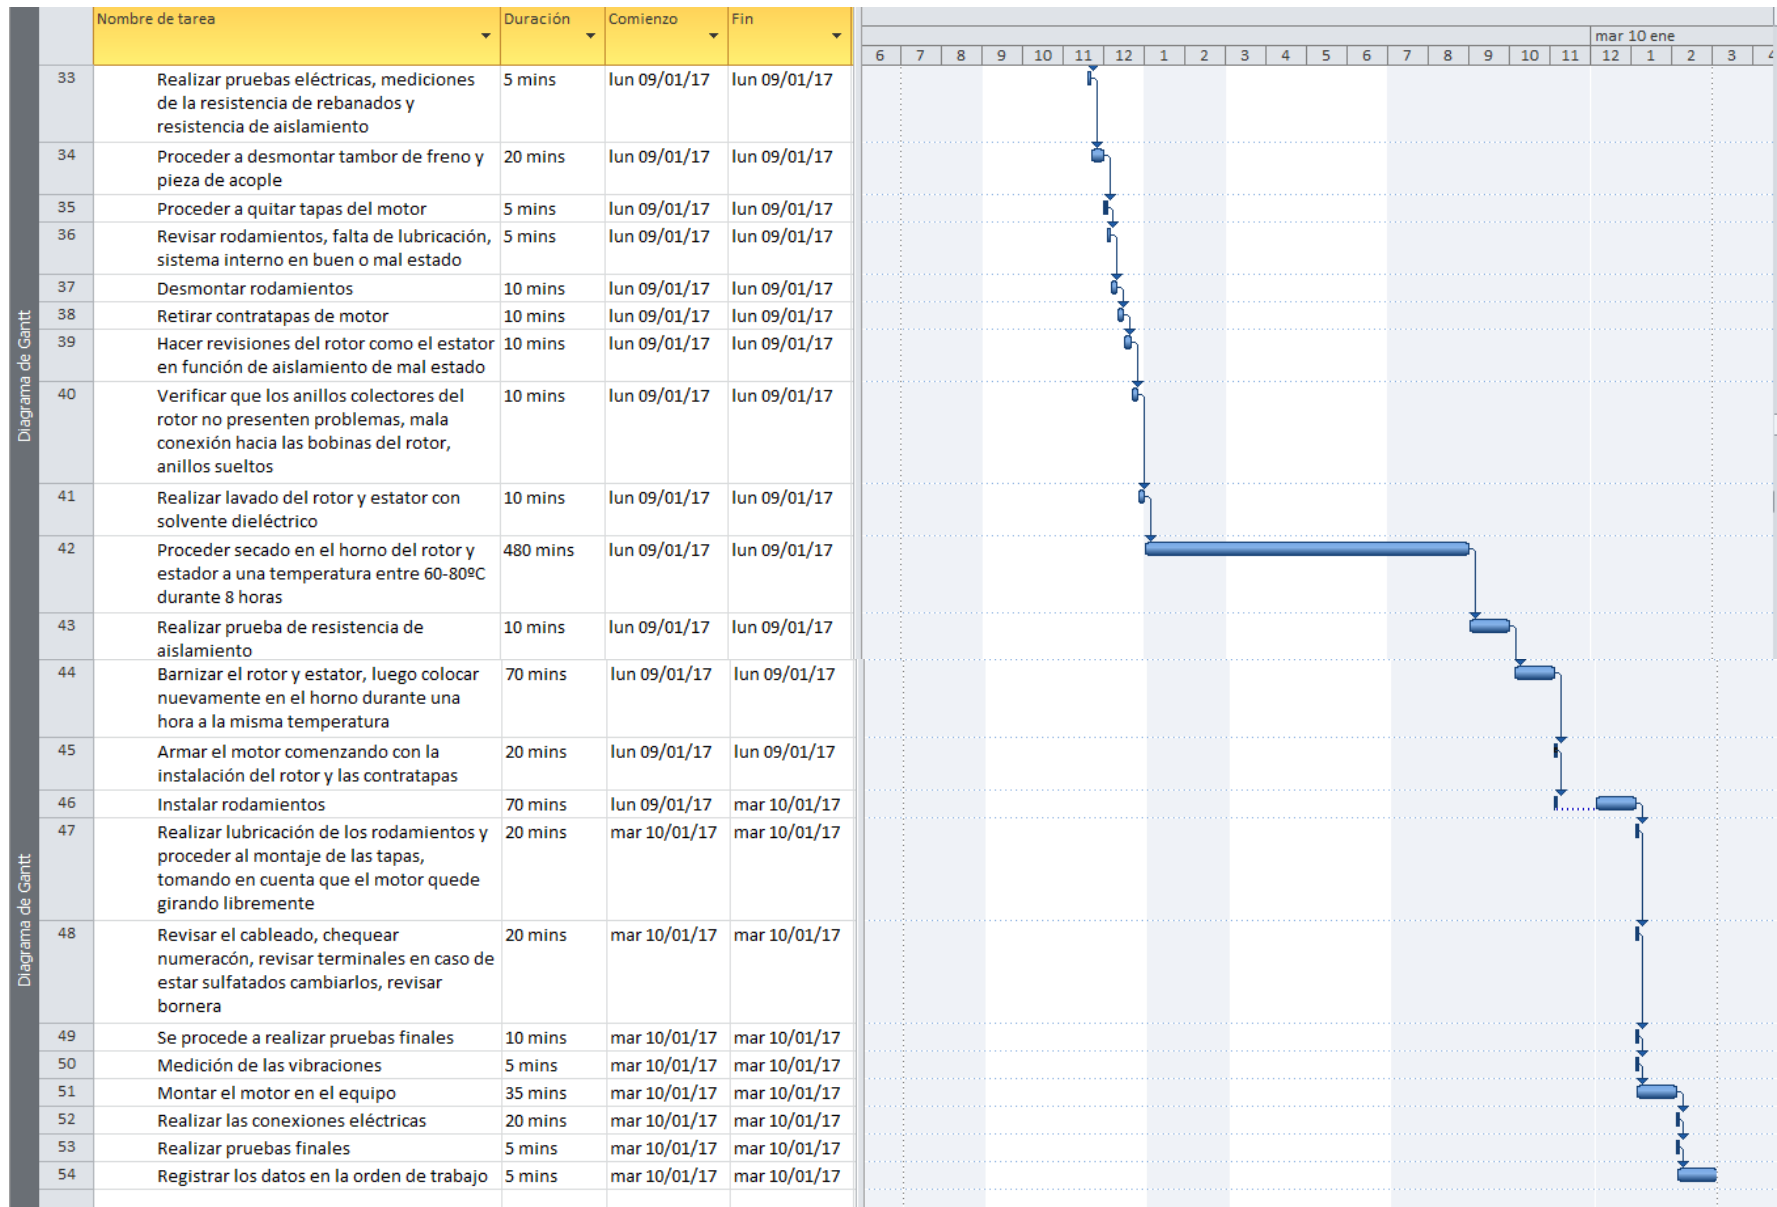 Nombre de tarea Duración Comienzo Fin
mar 10 ene
6 7 8 9 10 11 12 1 2 3 4 5 6 7 8 9 10 11 12 1 2 3 4
33 Realizar pruebas eléctricas, mediciones 5 mins lun 09/01/17 lun 09/01/17
de la resistencia de rebanados y
resistencia de aislamiento
34 Proceder a desmontar tambor de freno y 20 mins lun 09/01/17 lun 09/01/17
pieza de acople
35 Proceder a quitar tapas del motor 5 mins lun 09/01/17 lun 09/01/17
36 Revisar rodamientos, falta de lubricación, 5 mins lun 09/01/17 lun 09/01/17
sistema interno en buen o mal estado
37 Desmontar rodamientos 10 mins lun 09/01/17 lun 09/01/17
38 Retirar contratapas de motor 10 mins lun 09/01/17 lun 09/01/17
39 Hacer revisiones del rotor como el estator 10 mins lun 09/01/17 lun 09/01/17
en función de aislamiento de mal estado
40 Verificar que los anillos colectores del 10 mins lun 09/01/17 lun 09/01/17
rotor no presenten problemas, mala
conexión hacia las bobinas del rotor,
anillos sueltos
41 Realizar lavado del rotor y estator con 10 mins lun 09/01/17 lun 09/01/17
solvente dieléctrico
42 Proceder secado en el horno del rotor y 480 mins lun 09/01/17 lun 09/01/17
estador a una temperatura entre 60-80ºC
durante 8 horas
43 Realizar prueba de resistencia de 10 mins lun 09/01/17 lun 09/01/17
aislamiento
Diagrama de Gantt
44 Barnizar el rotor y estator, luego colocar 70 mins lun 09/01/17 lun 09/01/17
nuevamente en el horno durante una
hora a la misma temperatura
45 Armar el motor comenzando con la 20 mins lun 09/01/17 lun 09/01/17
instalación del rotor y las contratapas
46 Instalar rodamientos 70 mins lun 09/01/17 mar 10/01/17
47 Realizar lubricación de los rodamientos y 20 mins mar 10/01/17 mar 10/01/17
proceder al montaje de las tapas,
tomando en cuenta que el motor quede
girando libremente
48 Revisar el cableado, chequear 20 mins mar 10/01/17 mar 10/01/17
numeracón, revisar terminales en caso de
estar sulfatados cambiarlos, revisar
bornera
49 Se procede a realizar pruebas finales 10 mins mar 10/01/17 mar 10/01/17
50 Medición de las vibraciones 5 mins mar 10/01/17 mar 10/01/17
51 Montar el motor en el equipo 35 mins mar 10/01/17 mar 10/01/17
52 Realizar las conexiones eléctricas 20 mins mar 10/01/17 mar 10/01/17
53 Realizar pruebas finales 5 mins mar 10/01/17 mar 10/01/17
54 Registrar los datos en la orden de trabajo 5 mins mar 10/01/17 mar 10/01/17
Diagrama de Gantt